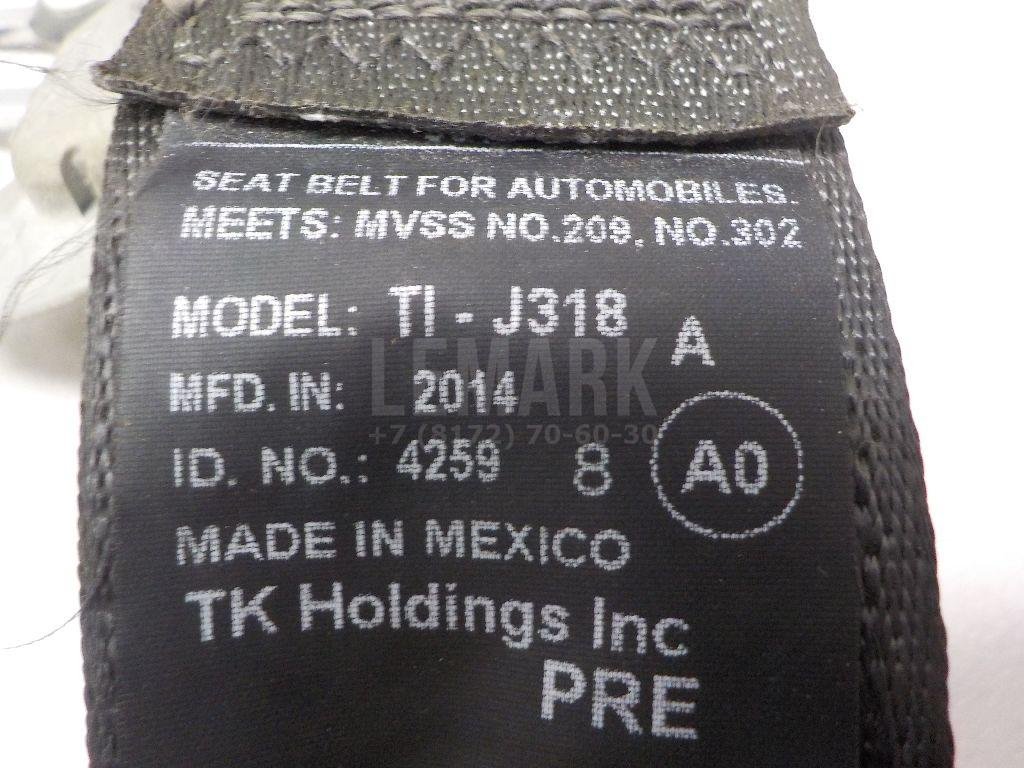 SEAT BELT FOR AUTOMOBILES.
MEETS: MVSS NO.209, NO.302
MODEL: TI - J318 A
LEMARK
MFD. IN: 2014
+7 (8172) 70-60-30
ID. NO.: 4259 8 A0
MADE IN MEXICO
TK Holdings Inc
PRE